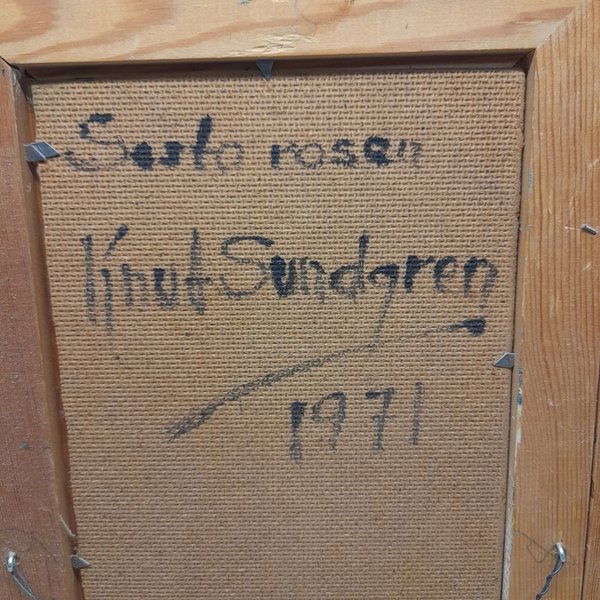 Sesto rosen
Knut Sundgren
1971